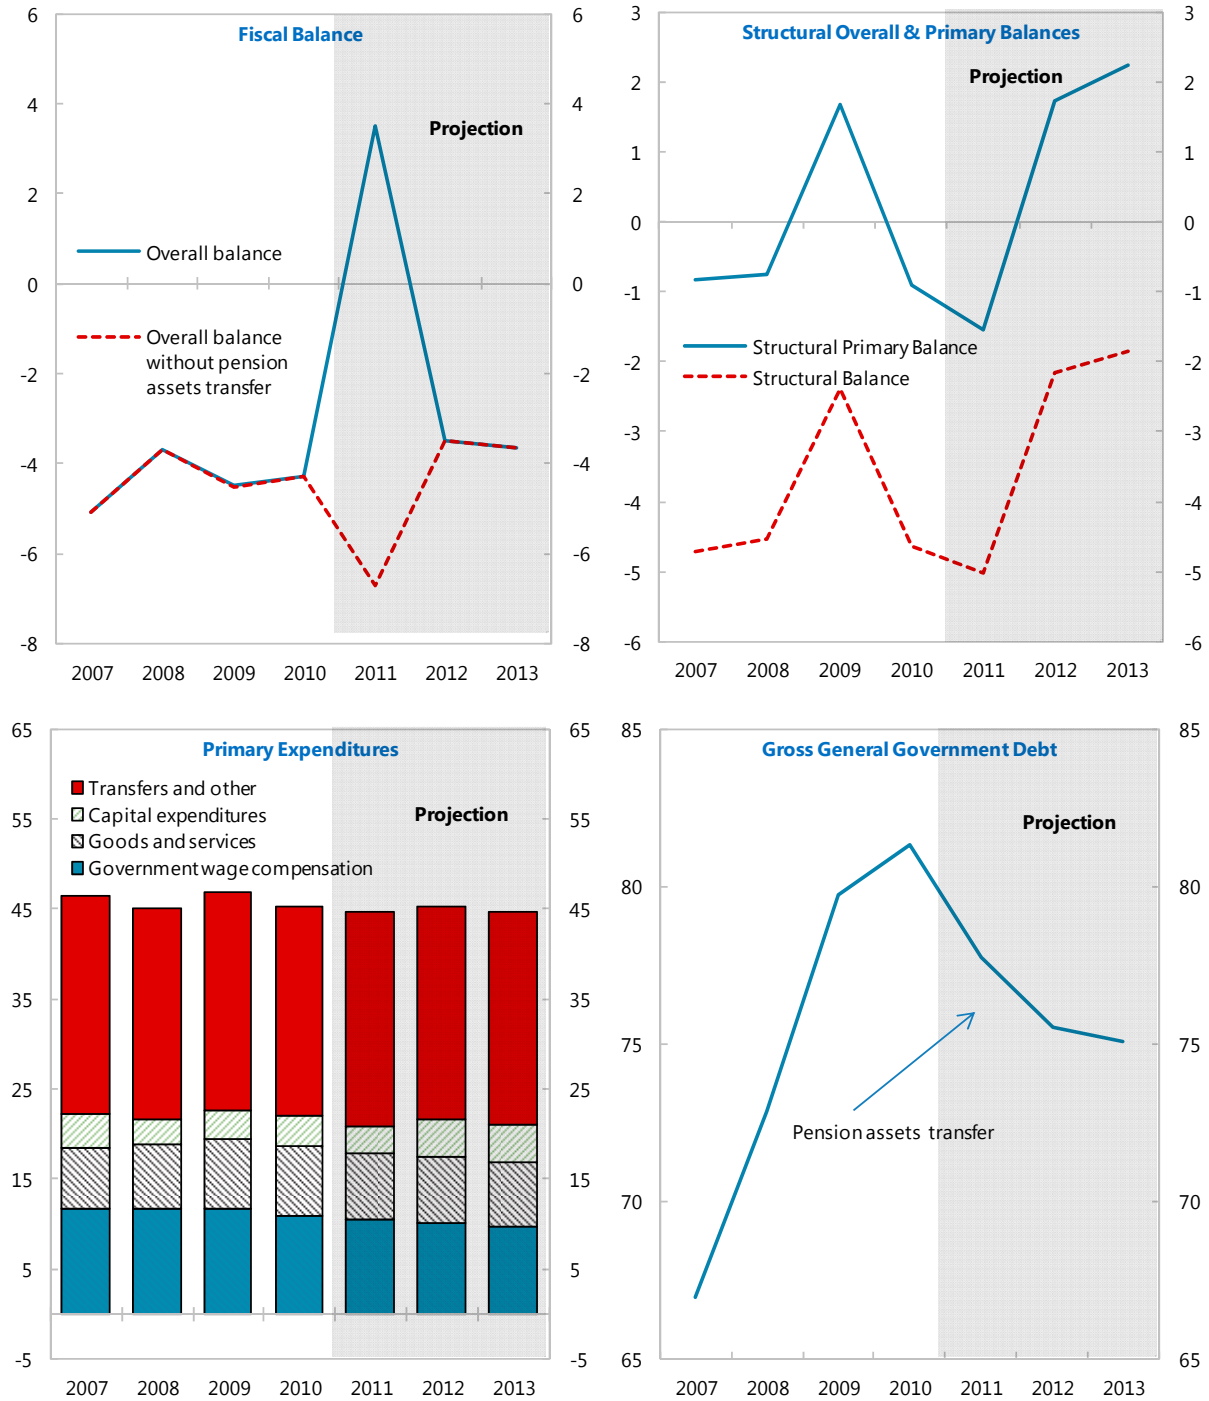 Fiscal Balance
6
4
2
0
-2
-4
-6
-8
6
4
2
0
-2
-4
-6
-8
Projection
Overall balance
Overall balance
without pension
assets transfer
2007 2008 2009 2010 2011 2012 2013
Structural Overall & Primary Balances
3
2
1
0
-1
-2
-3
-4
-5
-6
3
2
1
0
-1
-2
-3
-4
-5
-6
Projection
Structural Primary Balance
Structural Balance
2007 2008 2009 2010 2011 2012 2013
Primary Expenditures
65
55
45
35
25
15
5
-5
65
55
45
35
25
15
5
-5
Transfers and other
Capital expenditures
Goods and services
Government wage compensation
Projection
2007 2008 2009 2010 2011 2012 2013
Gross General Government Debt
85
80
75
70
65
85
80
75
70
65
Projection
Pension assets transfer
2007 2008 2009 2010 2011 2012 2013